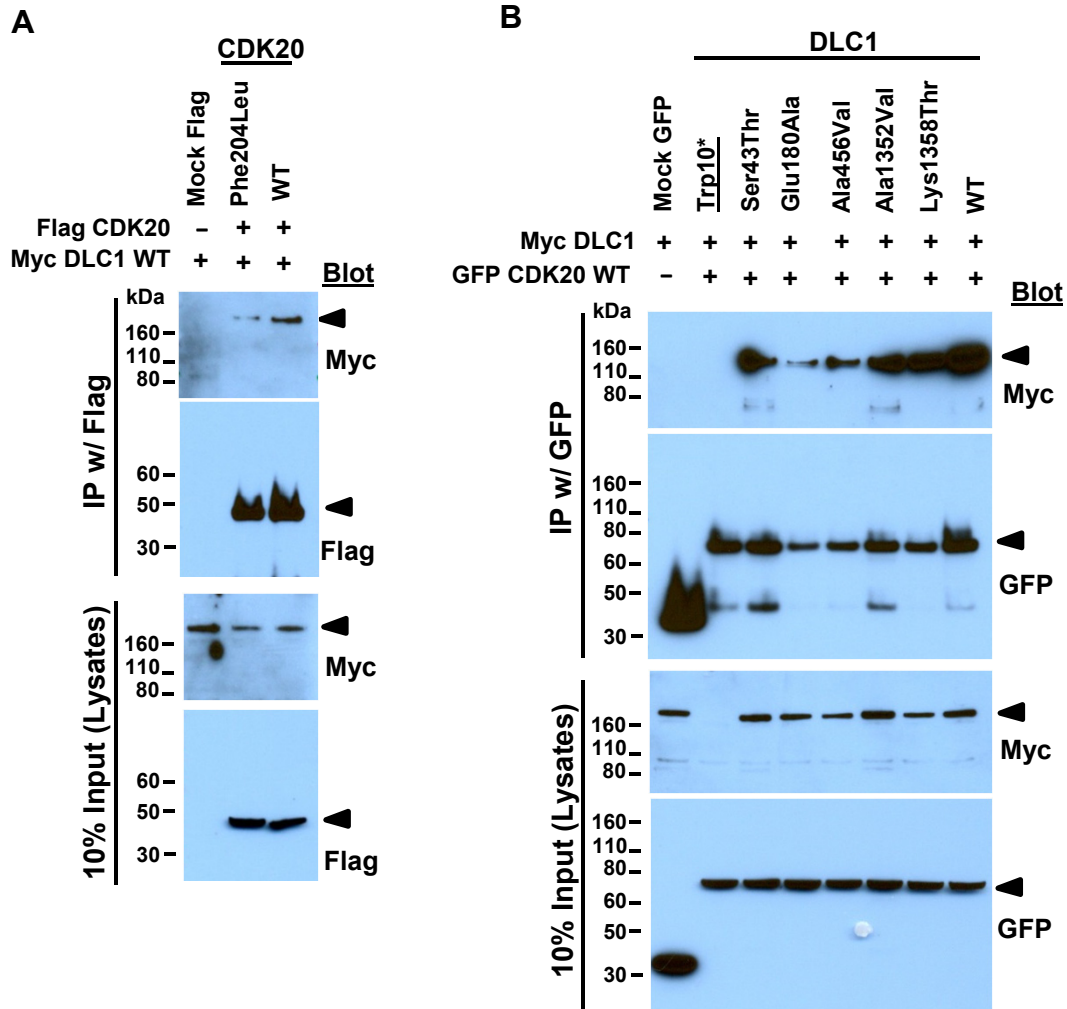 A
CDK20
Mock Flag
Phe204Leu
WT
Flag CDK20 – + +
Myc DLC1 WT + + +
Blot
kDa
IP w/ Flag
160
110
80
Myc
60
50
30
Flag
10% Input (Lysates)
160
110
80
Myc
60
50
30
Flag
B
DLC1
Mock GFP
Trp10*
Ser43Thr
Glu180Ala
Ala456Val
Ala1352Val
Lys1358Thr
WT
Myc DLC1 + + + + + + + +
GFP CDK20 WT – + + + + + + +
Blot
kDa
IP w/ GFP
160
110
80
Myc
160
110
80
60
50
30
GFP
10% Input (Lysates)
160
110
80
Myc
160
110
80
60
50
30
GFP